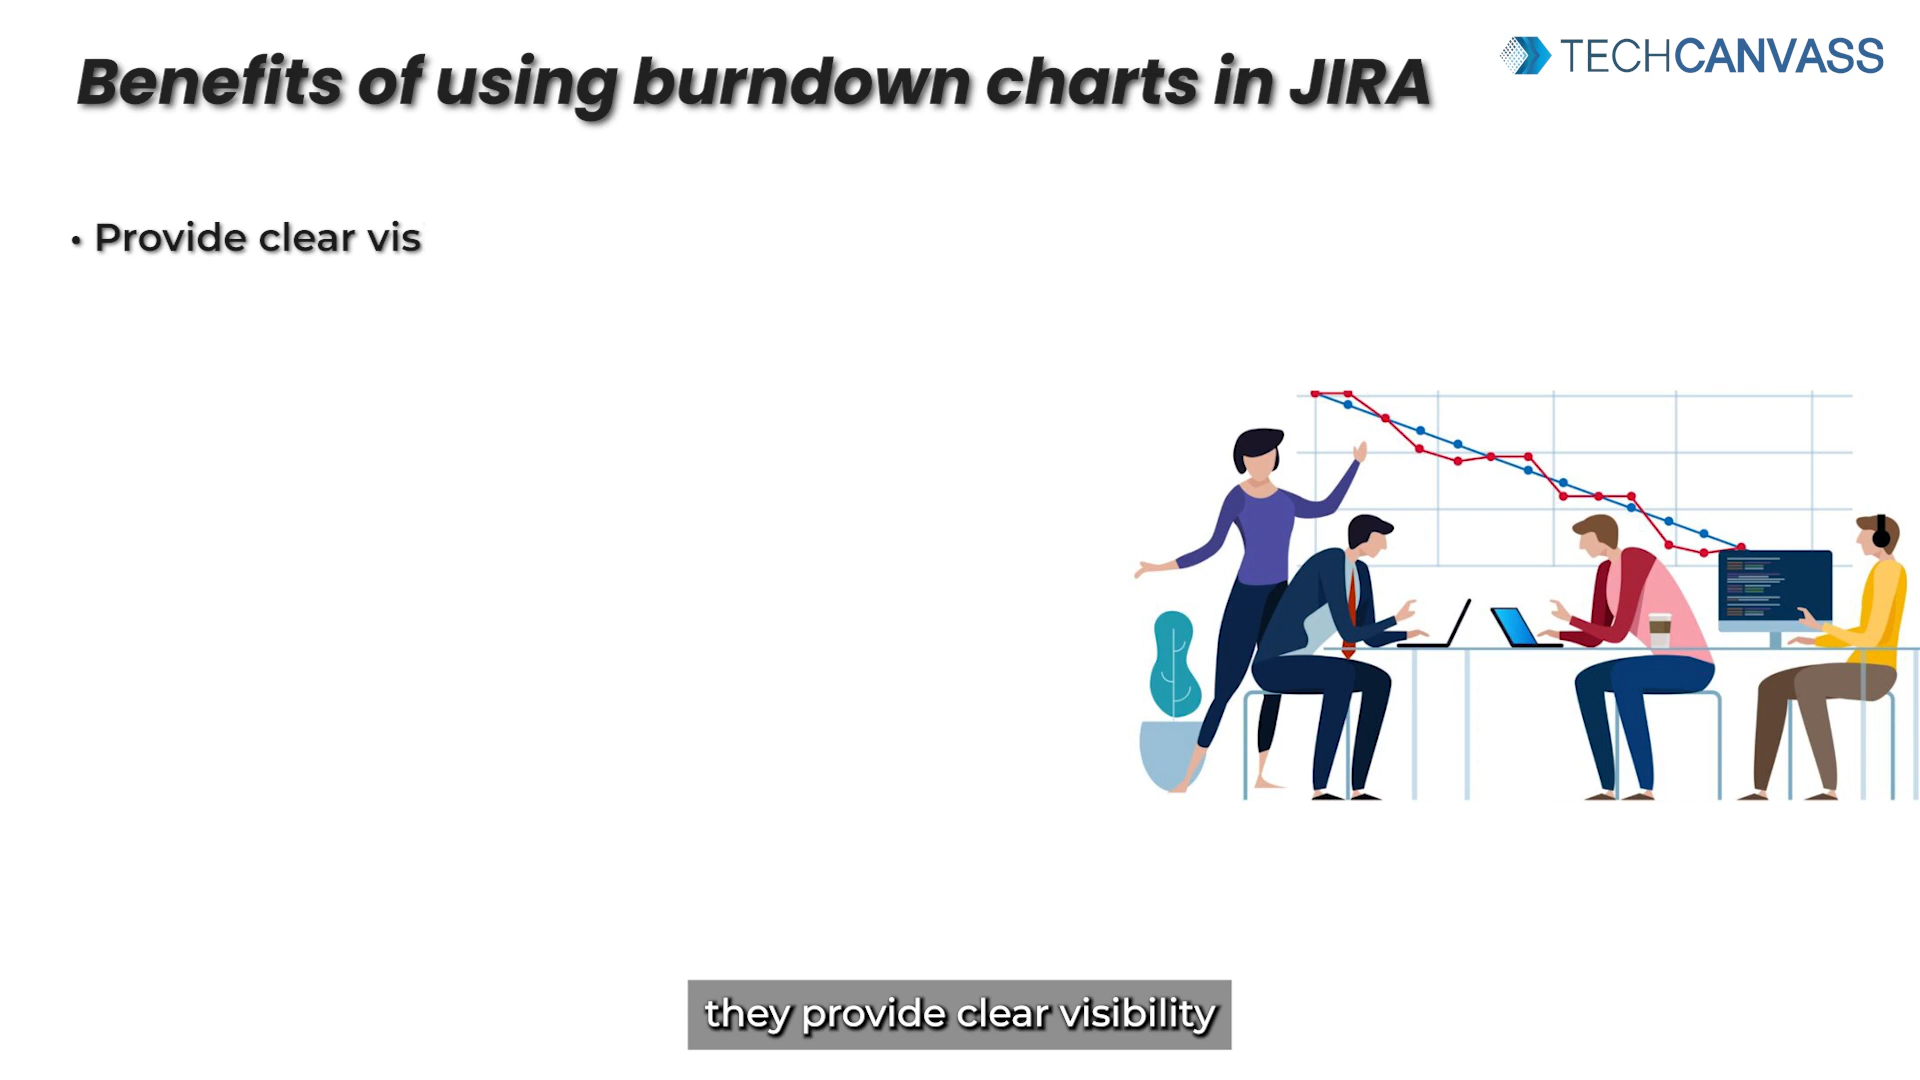 Benefits of using burndown charts in JIRA
TECHCANVASS
• Provide clear vis
they provide clear visibility